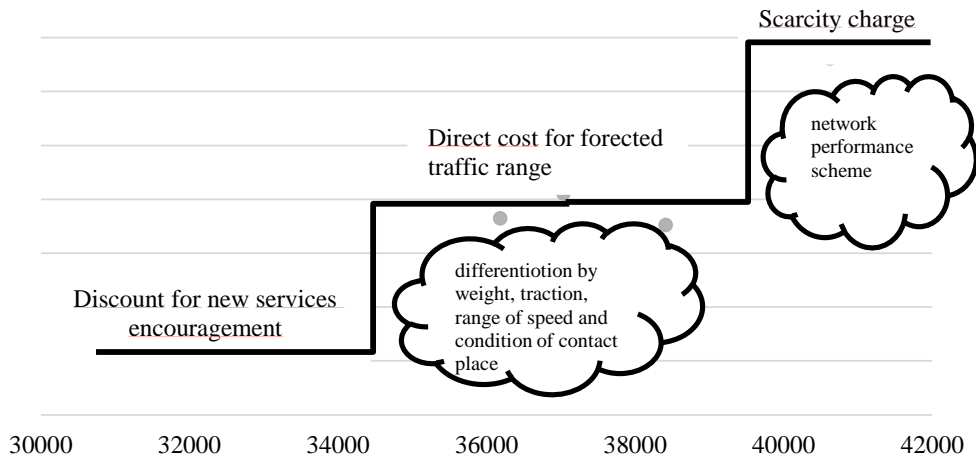 Scarcity charge
network
performance
scheme
Direct cost for forected
traffic range
differentiotion by
weight, traction,
range of speed and
condition of contact
place
Discount for new services
encouragement
30000 32000 34000 36000 38000 40000 42000